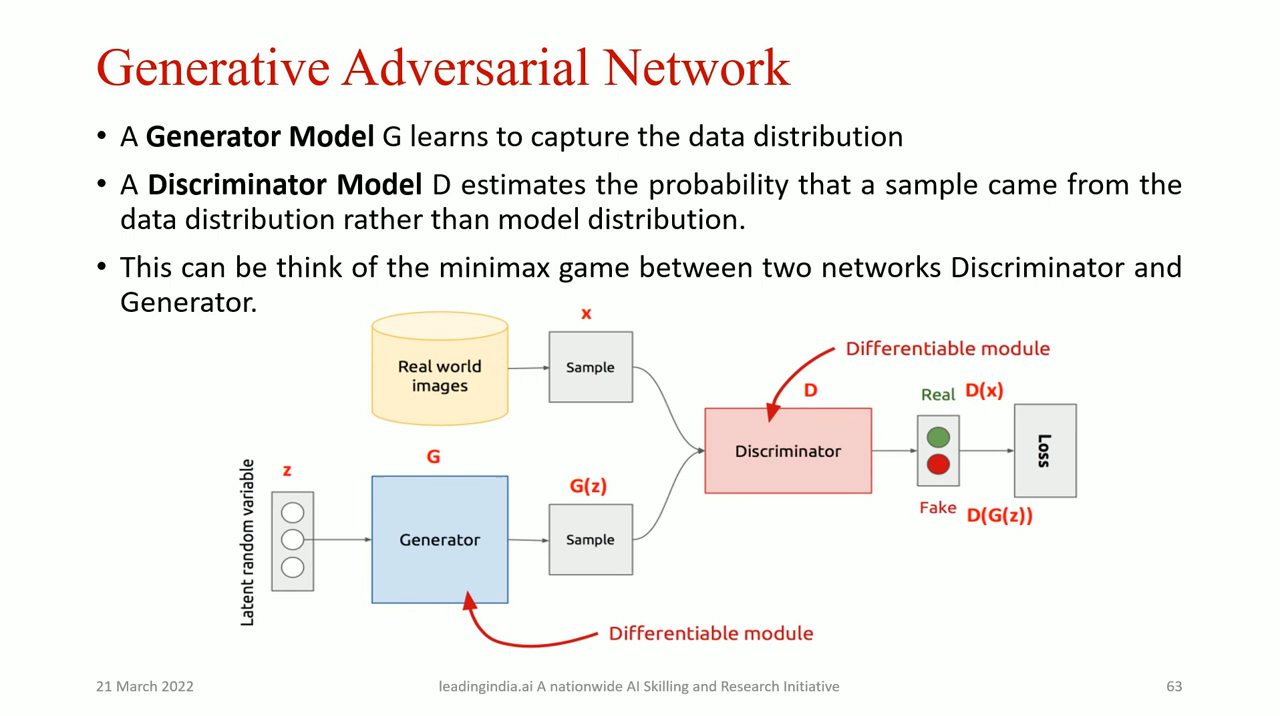 Generative Adversarial Network
• A Generator Model G learns to capture the data distribution
• A Discriminator Model D estimates the probability that a sample came from the
data distribution rather than model distribution.
• This can be think of the minimax game between two networks Discriminator and
Generator.
x
Real world
images
Sample
Differentiable module
D
Real D(x)
Discriminator
Loss
Fake D(G(z))
Latent random variable
z
G
Generator
G(z)
Sample
Differentiable module
21 March 2022
leadingindia.ai A nationwide AI Skilling and Research Initiative
63